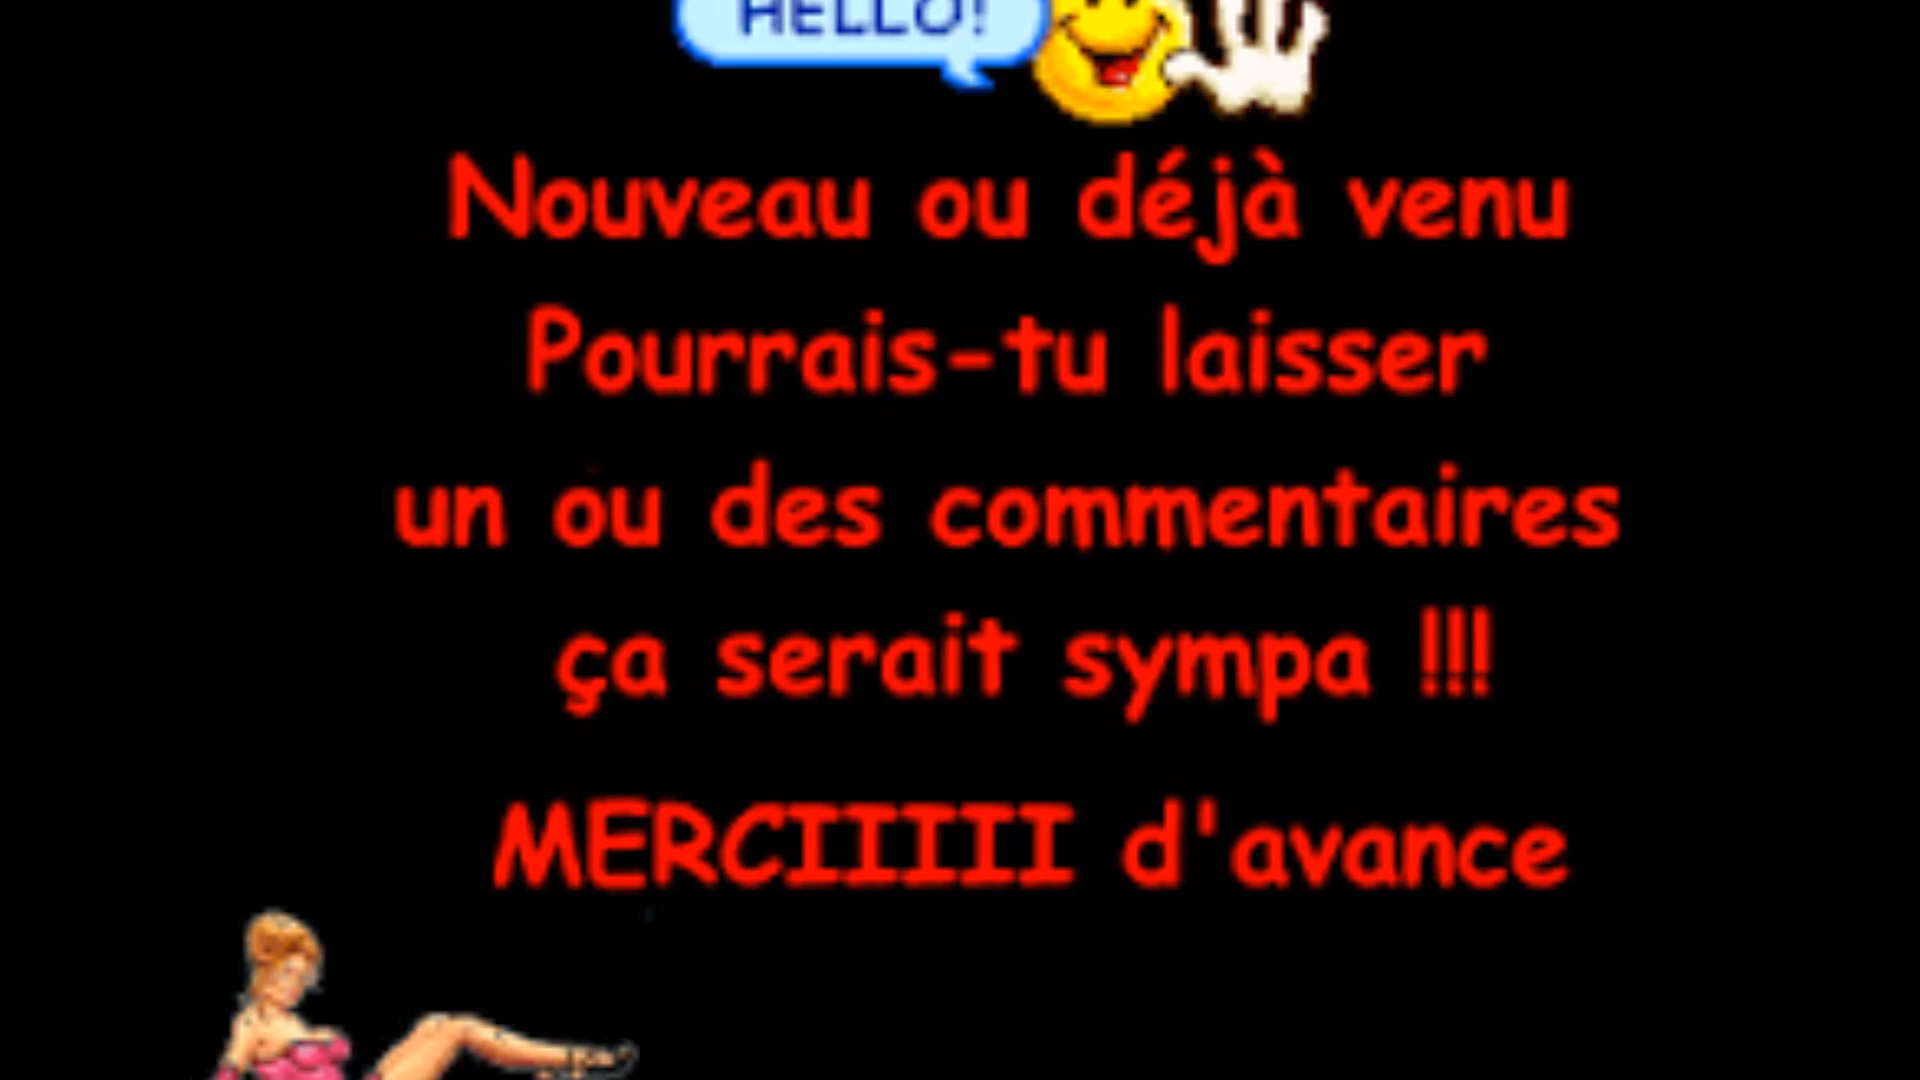 HELLO!
Nouveau ou déjà venu
Pourrais-tu laisser
un ou des commentaires
ça serait sympa !!!
MERCIIIII d'avance